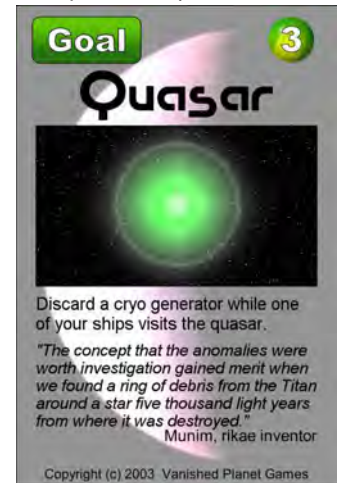 Goal 3
Quasar
Discard a cryo generator while one
of your ships visits the quasar.
"The concept that the anomalies were
worth investigation gained merit when
we found a ring of debris from the Titan
around a star five thousand light years
from where it was destroyed."
Munim, rikae inventor
Copyright (c) 2003 Vanished Planet Games